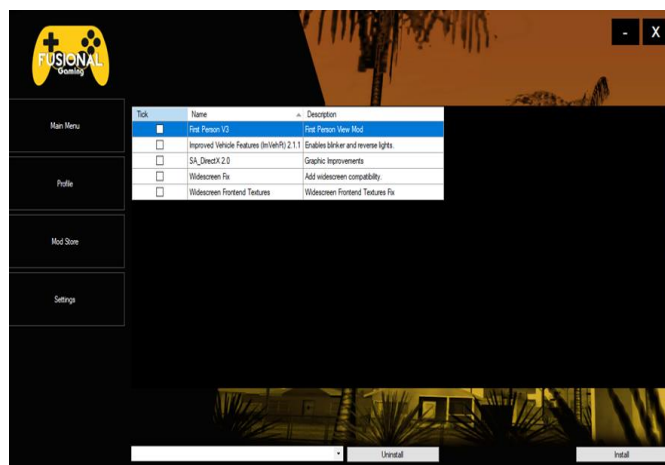 FUSIONAL
Gaming
- X
Main Menu
Profile
Mod Store
Settings
Tick Name Description
First Person V3 First Person View Mod
Improved Vehicle Features (ImVehFt) 2.1.1 Enables blinker and reverse lights.
SA_DirectX 2.0 Graphic Improvements
Widescreen Fix Add widescreen compatibility.
Widescreen Frontend Textures Widescreen Frontend Textures Fix
Uninstall Install